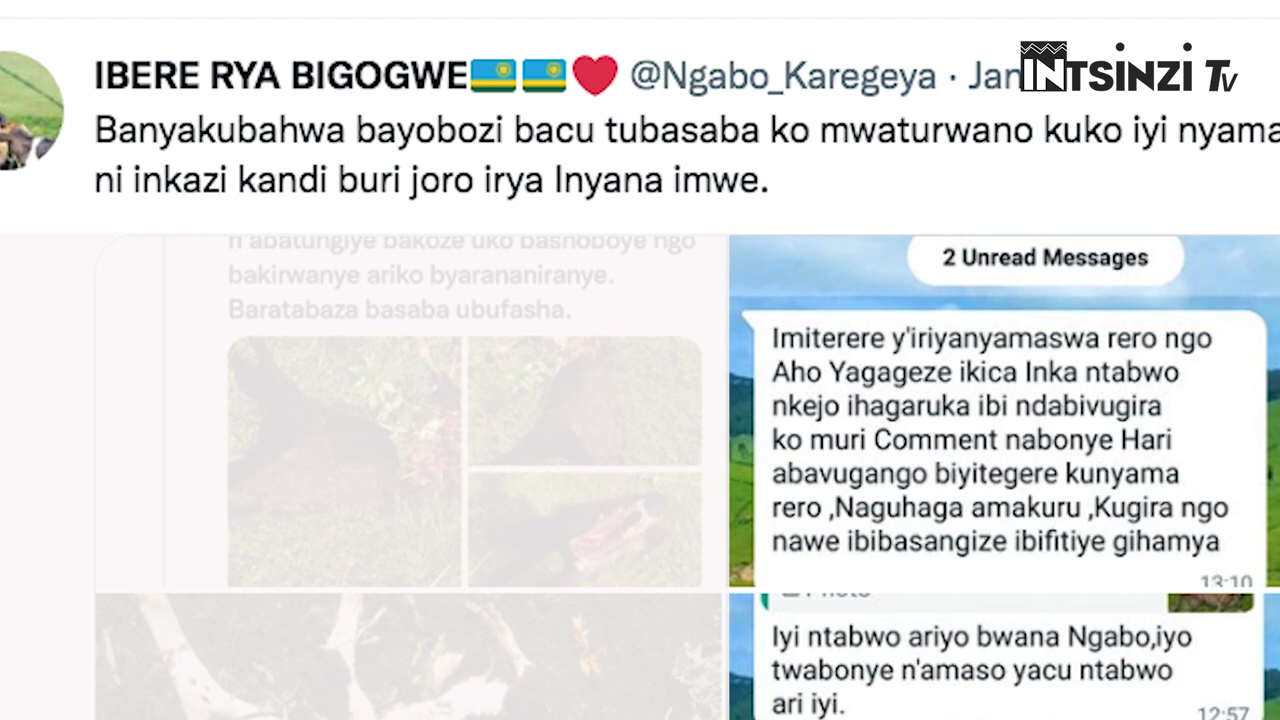 IBERE RYA BIGOGWE🇷🇼🇷🇼❤️ @Ngabo_Karegeya · Jan
INTSINZI Tv
Banyakubahwa bayobozi bacu tubasaba ko mwaturwano kuko iyi nyama
ni inkazi kandi buri joro irya Inyana imwe.
n abatungiye bakoze uko bashoboye ngo
bakirwanye ariko byarananiranye.
Baratabaza basaba ubufasha.
2 Unread Messages
Imiterere y'iriyanyamaswa rero ngo
Aho Yagageze ikica Inka ntabwo
nkejo ihagaruka ibi ndabivugira
ko muri Comment nabonye Hari
abavugango biyitegere kunyama
rero ,Naguhaga amakuru ,Kugira ngo
nawe ibibasangize ibifitiye gihamya
13:10
Iyi ntabwo ariyo bwana Ngabo,iyo
twabonye n'amaso yacu ntabwo
ari iyi.
12:57